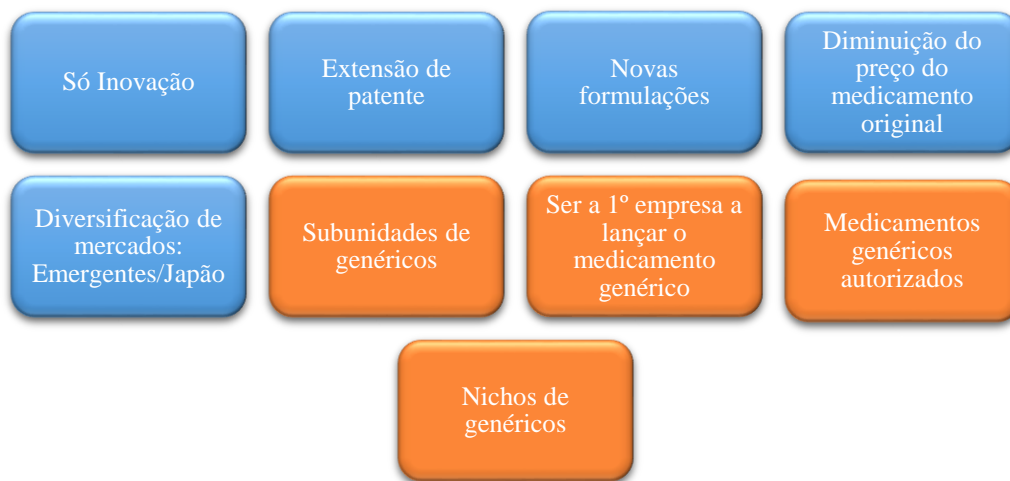 Só Inovação
Extensão de
patente
Novas
formulações
Diminuição do
preço do
medicamento
original
Diversificação de
mercados:
Emergentes/Japão
Subunidades de
genéricos
Ser a 1º empresa a
lançar o
medicamento
genérico
Medicamentos
genéricos
autorizados
Nichos de
genéricos